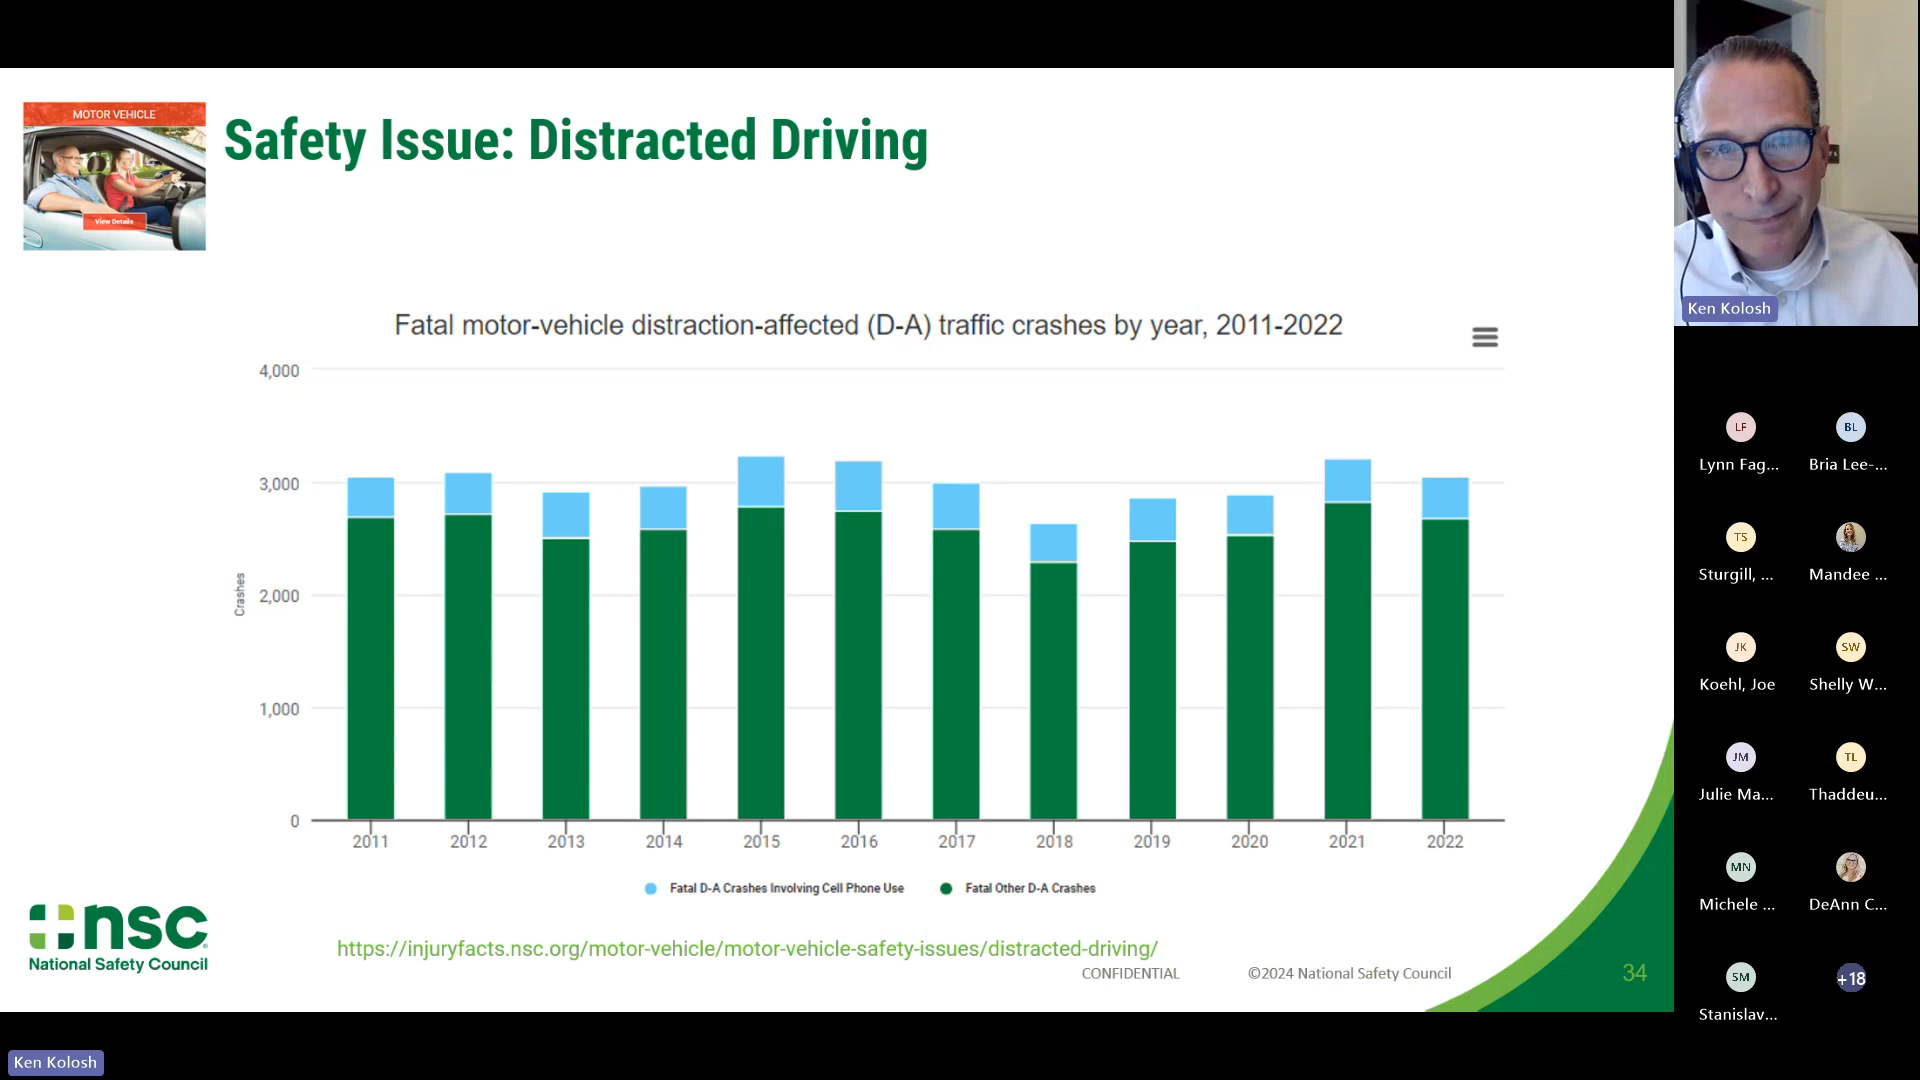 MOTOR VEHICLE
View Details
Safety Issue: Distracted Driving
Fatal motor-vehicle distraction-affected (D-A) traffic crashes by year, 2011-2022
4,000
3,000
2,000
1,000
0
Crashes
2011 2012 2013 2014 2015 2016 2017 2018 2019 2020 2021 2022
Fatal D-A Crashes Involving Cell Phone Use Fatal Other D-A Crashes
nsc
National Safety Council
https://injuryfacts.nsc.org/motor-vehicle/motor-vehicle-safety-issues/distracted-driving/
CONFIDENTIAL ©2024 National Safety Council 34
Ken Kolosh
Ken Kolosh
LF BL
Lynn Fag... Bria Lee-...
TS
Sturgill, ... Mandee ...
JK SW
Koehl, Joe Shelly W...
JM TL
Julie Ma... Thaddeu...
MN
Michele ... DeAnn C...
SM +18
Stanislav...